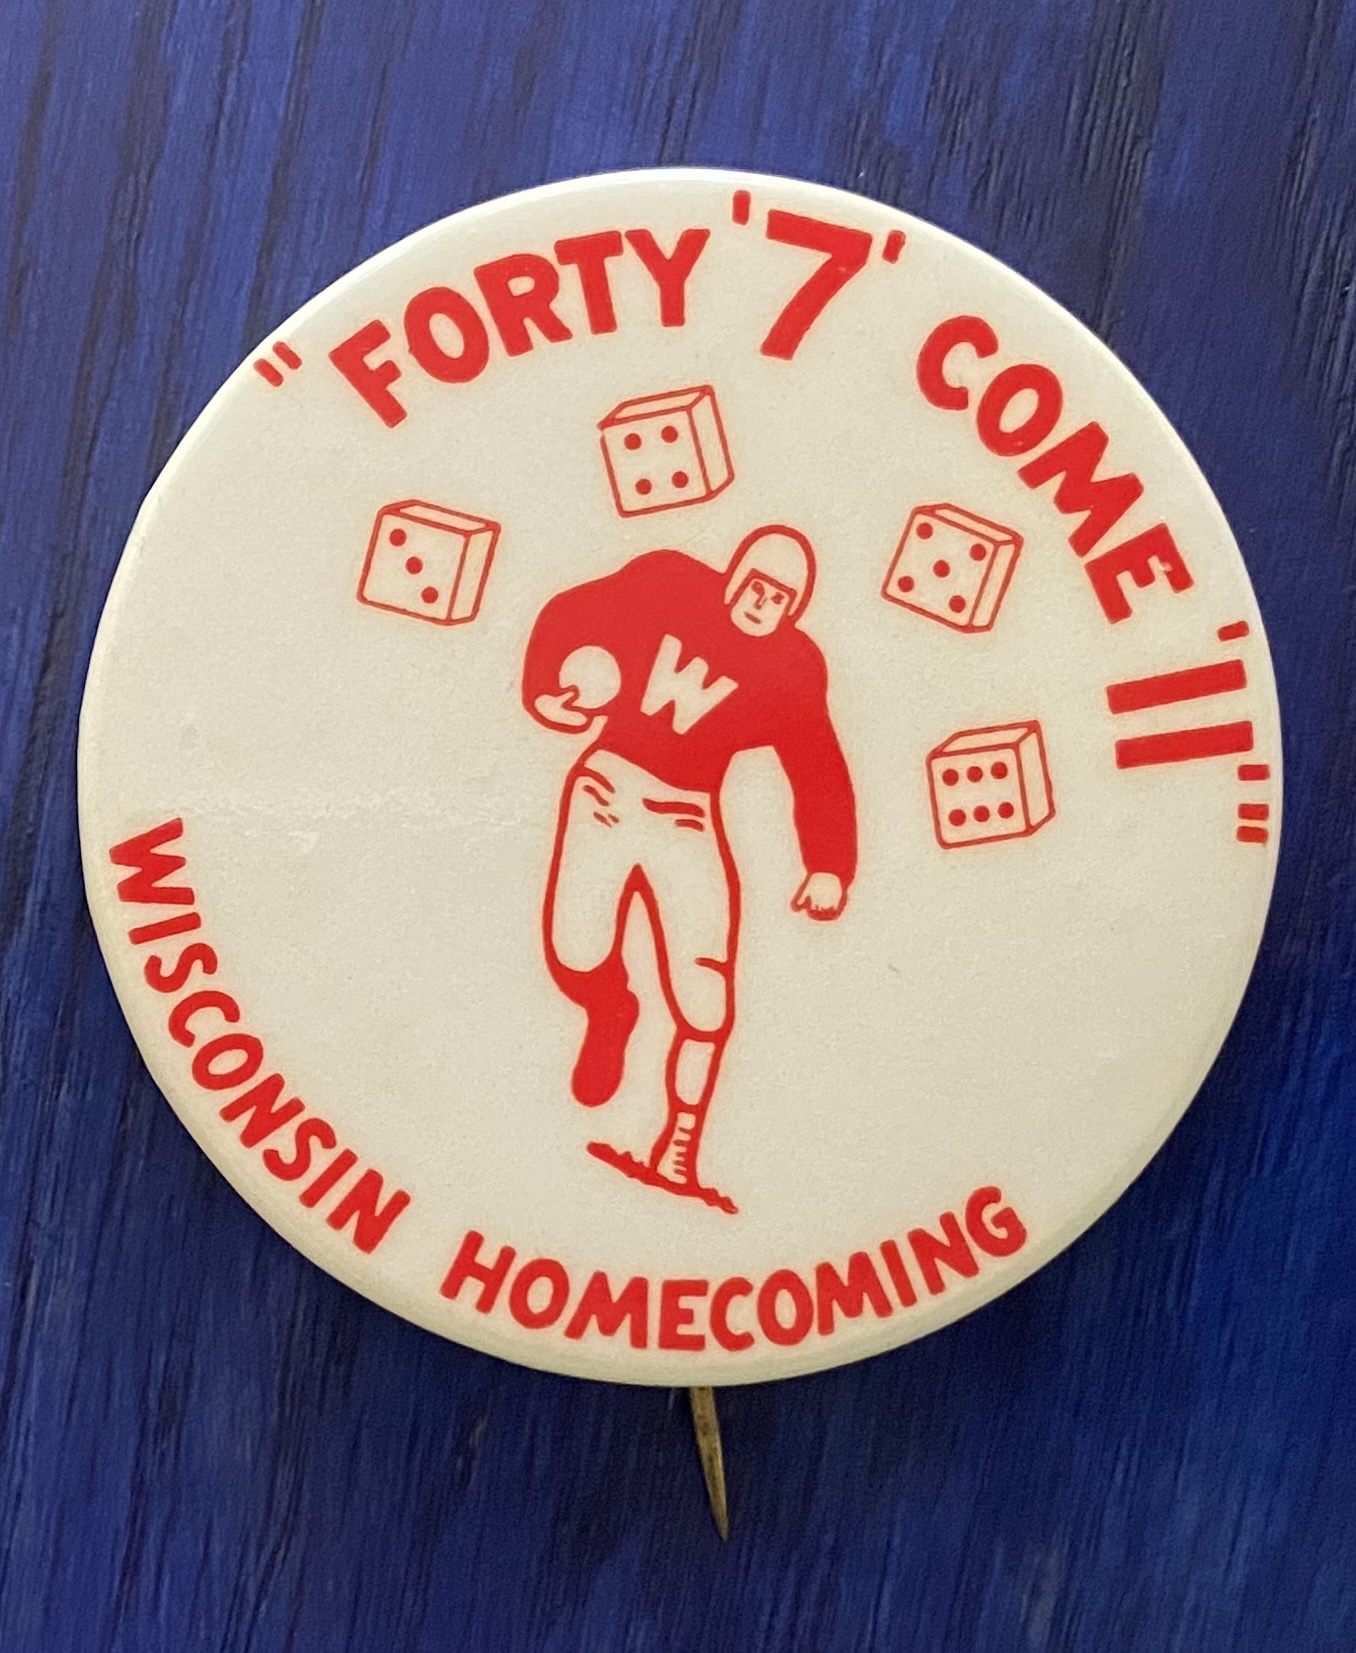 "FORTY '7' COME '11'"
W
WISCONSIN HOMECOMING